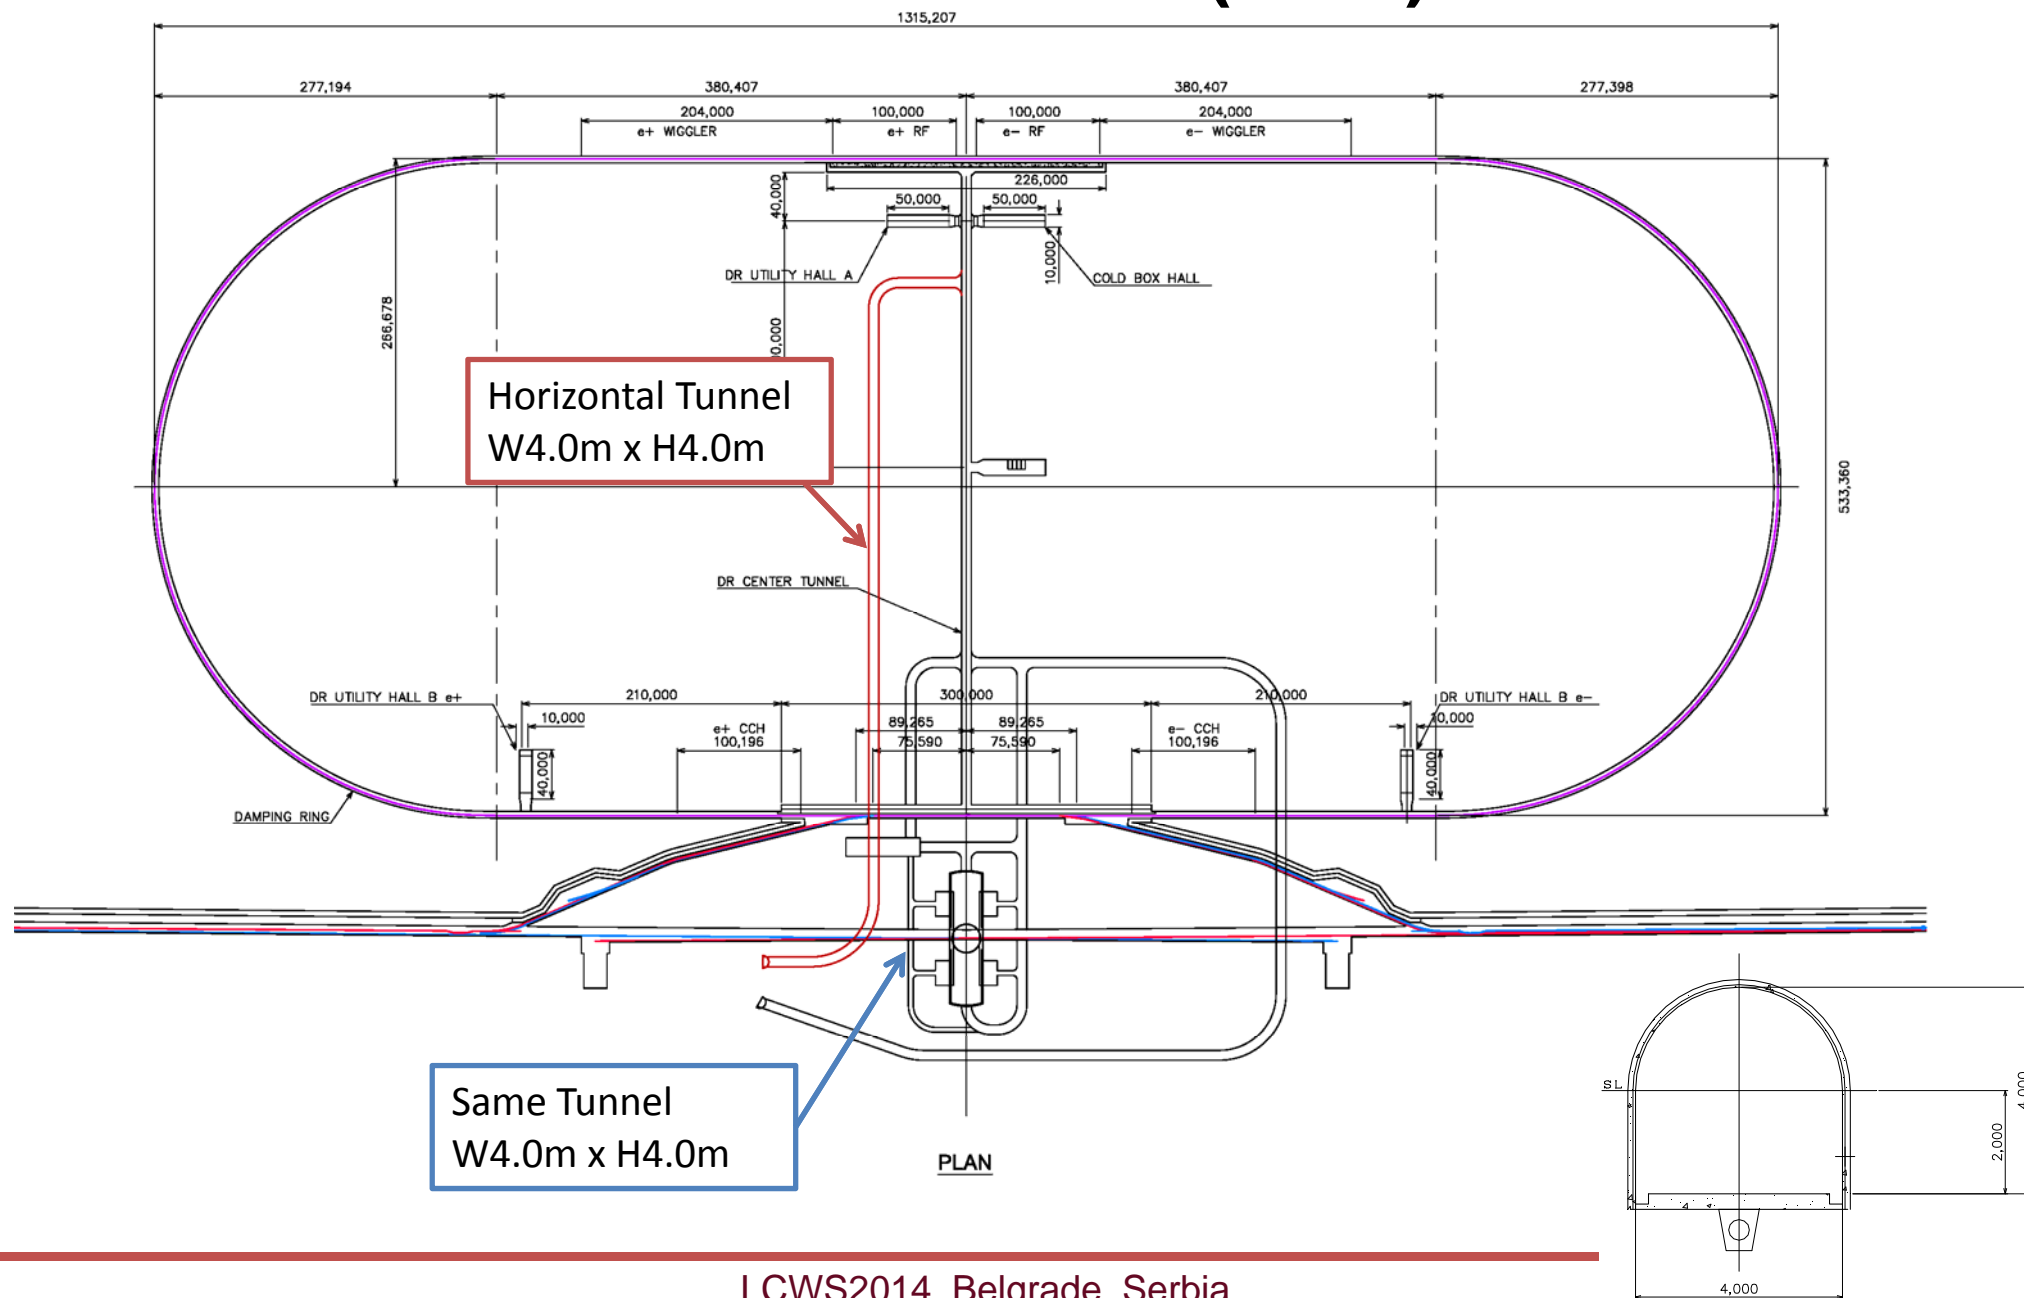 1315,207
277,194
380,407
380,407
277,398
204,000
100,000
100,000
204,000
e+ WIGGLER
e+ RF
e- RF
e- WIGGLER
226,000
40,000
50,000
50,000
10,000
DR UTILITY HALL A
COLD BOX HALL
266,678
Horizontal Tunnel
W4.0m x H4.0m
533,360
DR CENTER TUNNEL
DR UTILITY HALL B e+
210,000
300,000
210,000
DR UTILITY HALL B e-
10,000
10,000
e+ CCH
100,196
89,265
89,265
75,590
75,590
e- CCH
100,196
40,000
40,000
DAMPING RING
Same Tunnel
W4.0m x H4.0m
PLAN
SL
4,000
2,000
4,000
LCWS2014, Belgrade, Serbia